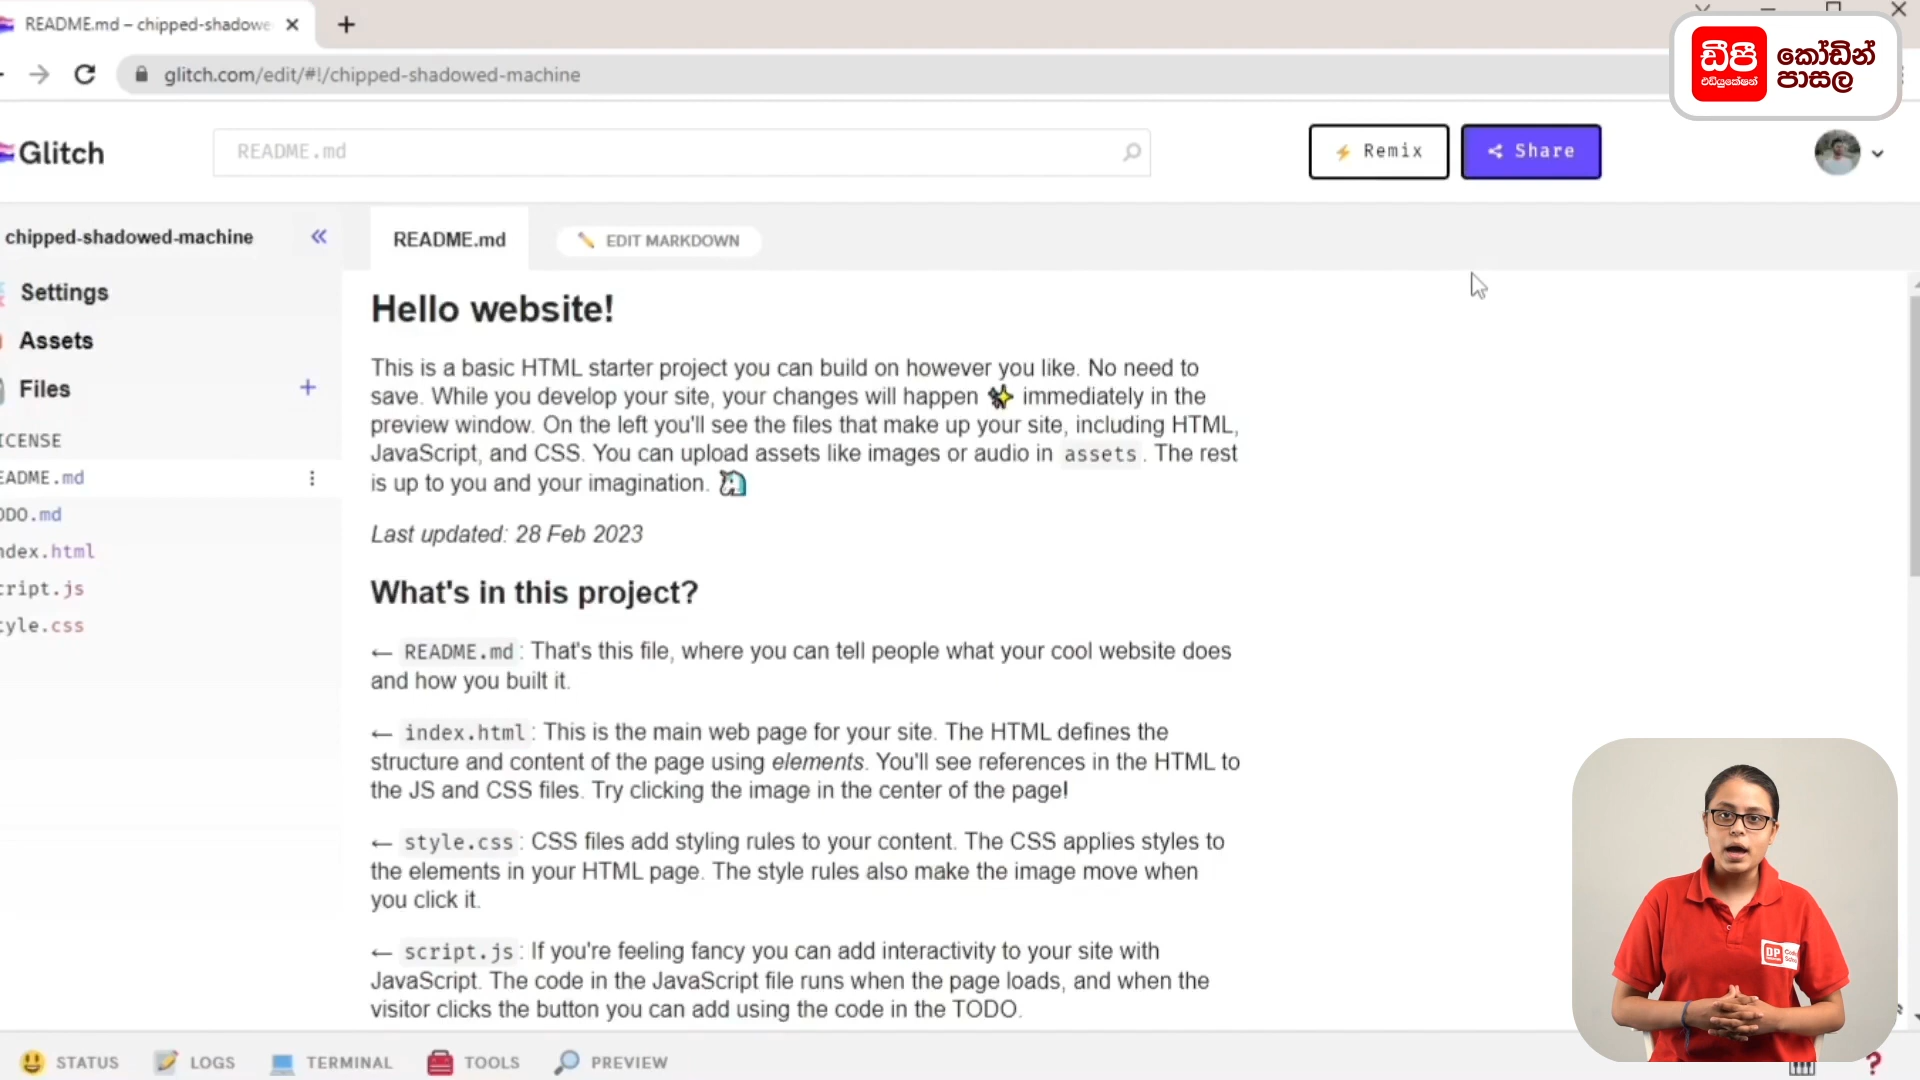 README.md – chipped-shadowe
glitch.com/edit/#!/chipped-shadowed-machine
ඩීපී
එඩියුකේෂන්
කෝඩින්
පාසල
Glitch
README.md
Remix
Share
chipped-shadowed-machine
README.md
EDIT MARKDOWN
Settings
Assets
Files
ICENSE
EADME.md
ODO.md
ndex.html
cript.js
tyle.css
Hello website!
This is a basic HTML starter project you can build on however you like. No need to
save. While you develop your site, your changes will happen ✨ immediately in the
preview window. On the left you'll see the files that make up your site, including HTML,
JavaScript, and CSS. You can upload assets like images or audio in assets. The rest
is up to you and your imagination. 🦄
Last updated: 28 Feb 2023
What's in this project?
← README.md: That's this file, where you can tell people what your cool website does
and how you built it.
← index.html: This is the main web page for your site. The HTML defines the
structure and content of the page using elements. You'll see references in the HTML to
the JS and CSS files. Try clicking the image in the center of the page!
← style.css: CSS files add styling rules to your content. The CSS applies styles to
the elements in your HTML page. The style rules also make the image move when
you click it.
← script.js: If you're feeling fancy you can add interactivity to your site with
JavaScript. The code in the JavaScript file runs when the page loads, and when the
visitor clicks the button you can add using the code in the TODO.
DP
STATUS
LOGS
TERMINAL
TOOLS
PREVIEW
?